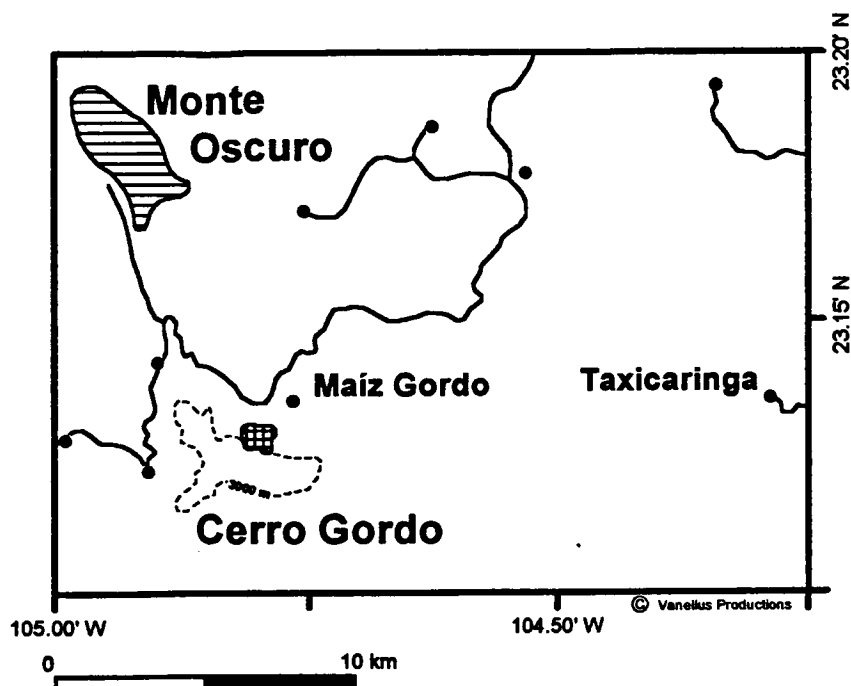 23.20' N
Monte
Oscuro
23.15' N
Maíz Gordo
Taxicaringa
3000 m
Cerro Gordo
© Vanellus Productions
105.00' W
104.50' W
0
10 km